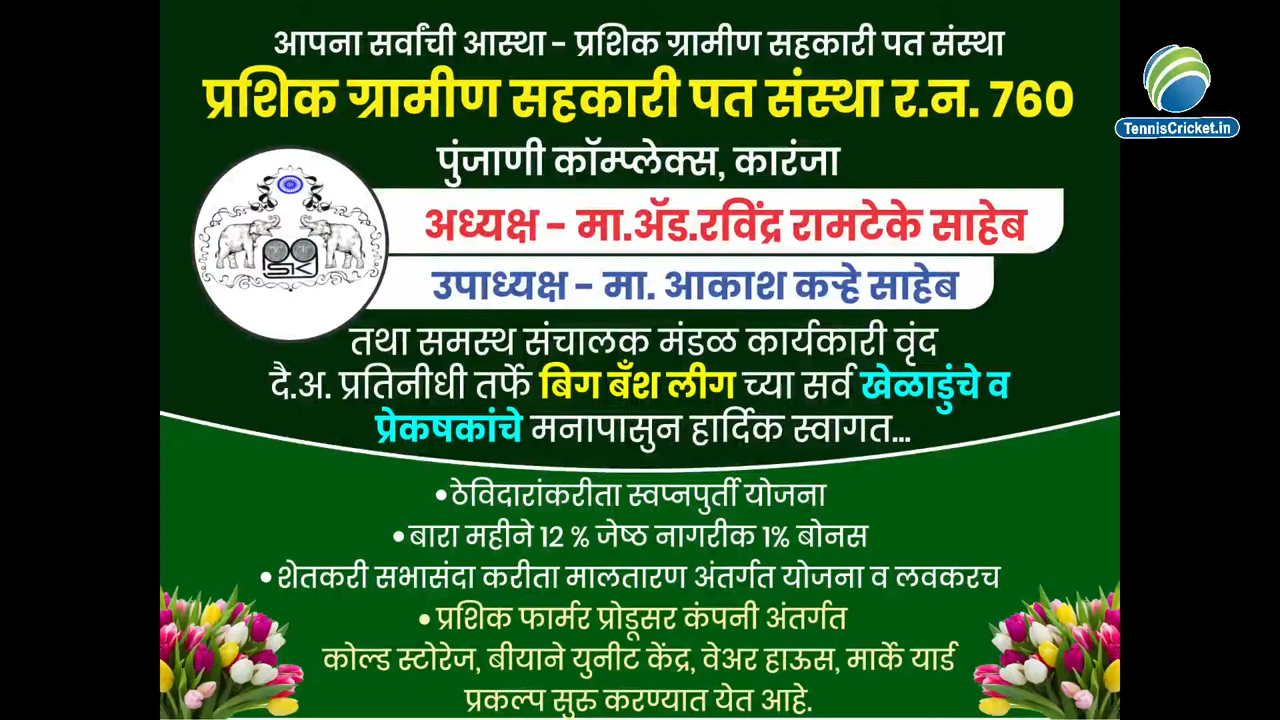 आपना सर्वांची आस्था - प्रशिक ग्रामीण सहकारी पत संस्था
प्रशिक ग्रामीण सहकारी पत संस्था र.न. 760
TennisCricket.in
पुंजाणी कॉम्प्लेक्स, कारंजा
अध्यक्ष - मा.ॲड.रविंद्र रामटेके साहेब
PSK
उपाध्यक्ष - मा. आकाश कऱ्हे साहेब
तथा समस्थ संचालक मंडळ कार्यकारी वृंद
दै.अ. प्रतिनीधी तर्फे बिग बँश लीग च्या सर्व खेळाडुंचे व
प्रेकषकांचे मनापासुन हार्दिक स्वागत...
•ठेविदारांकरीता स्वप्नपुर्ती योजना
•बारा महीने 12 % जेष्ठ नागरीक 1% बोनस
•शेतकरी सभासंदा करीता मालतारण अंतर्गत योजना व लवकरच
•प्रशिक फार्मर प्रोडूसर कंपनी अंतर्गत
कोल्ड स्टोरेज, बीयाने युनीट केंद्र, वेअर हाऊस, मार्के यार्ड
प्रकल्प सुरु करण्यात येत आहे.